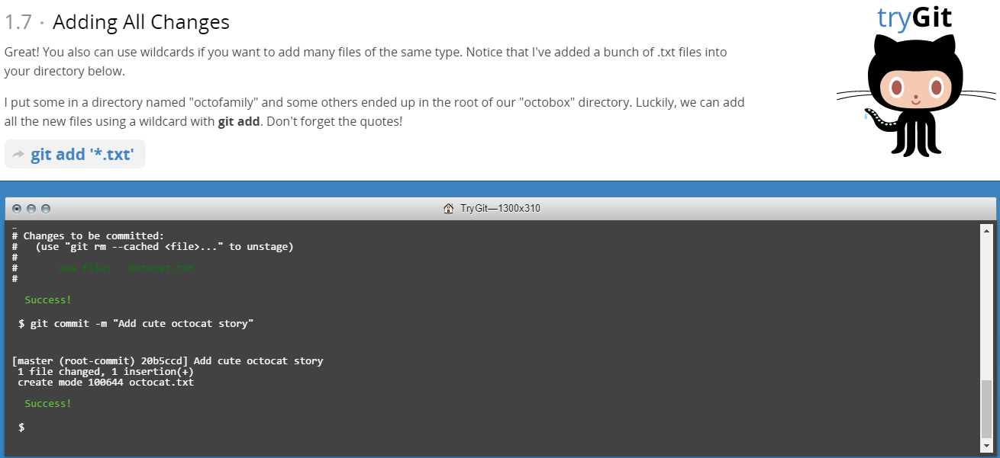 1.7 · Adding All Changes
tryGit
Great! You also can use wildcards if you want to add many files of the same type. Notice that I've added a bunch of .txt files into
your directory below.
I put some in a directory named "octofamily" and some others ended up in the root of our "octobox" directory. Luckily, we can add
all the new files using a wildcard with git add. Don't forget the quotes!
git add '*.txt'
TryGit—1300x310
# Changes to be committed:
#   (use "git rm --cached <file>..." to unstage)
#
#       new file:   octocat.txt
#
Success!
$ git commit -m "Add cute octocat story"
[master (root-commit) 20b5ccd] Add cute octocat story
1 file changed, 1 insertion(+)
create mode 100644 octocat.txt
Success!
$